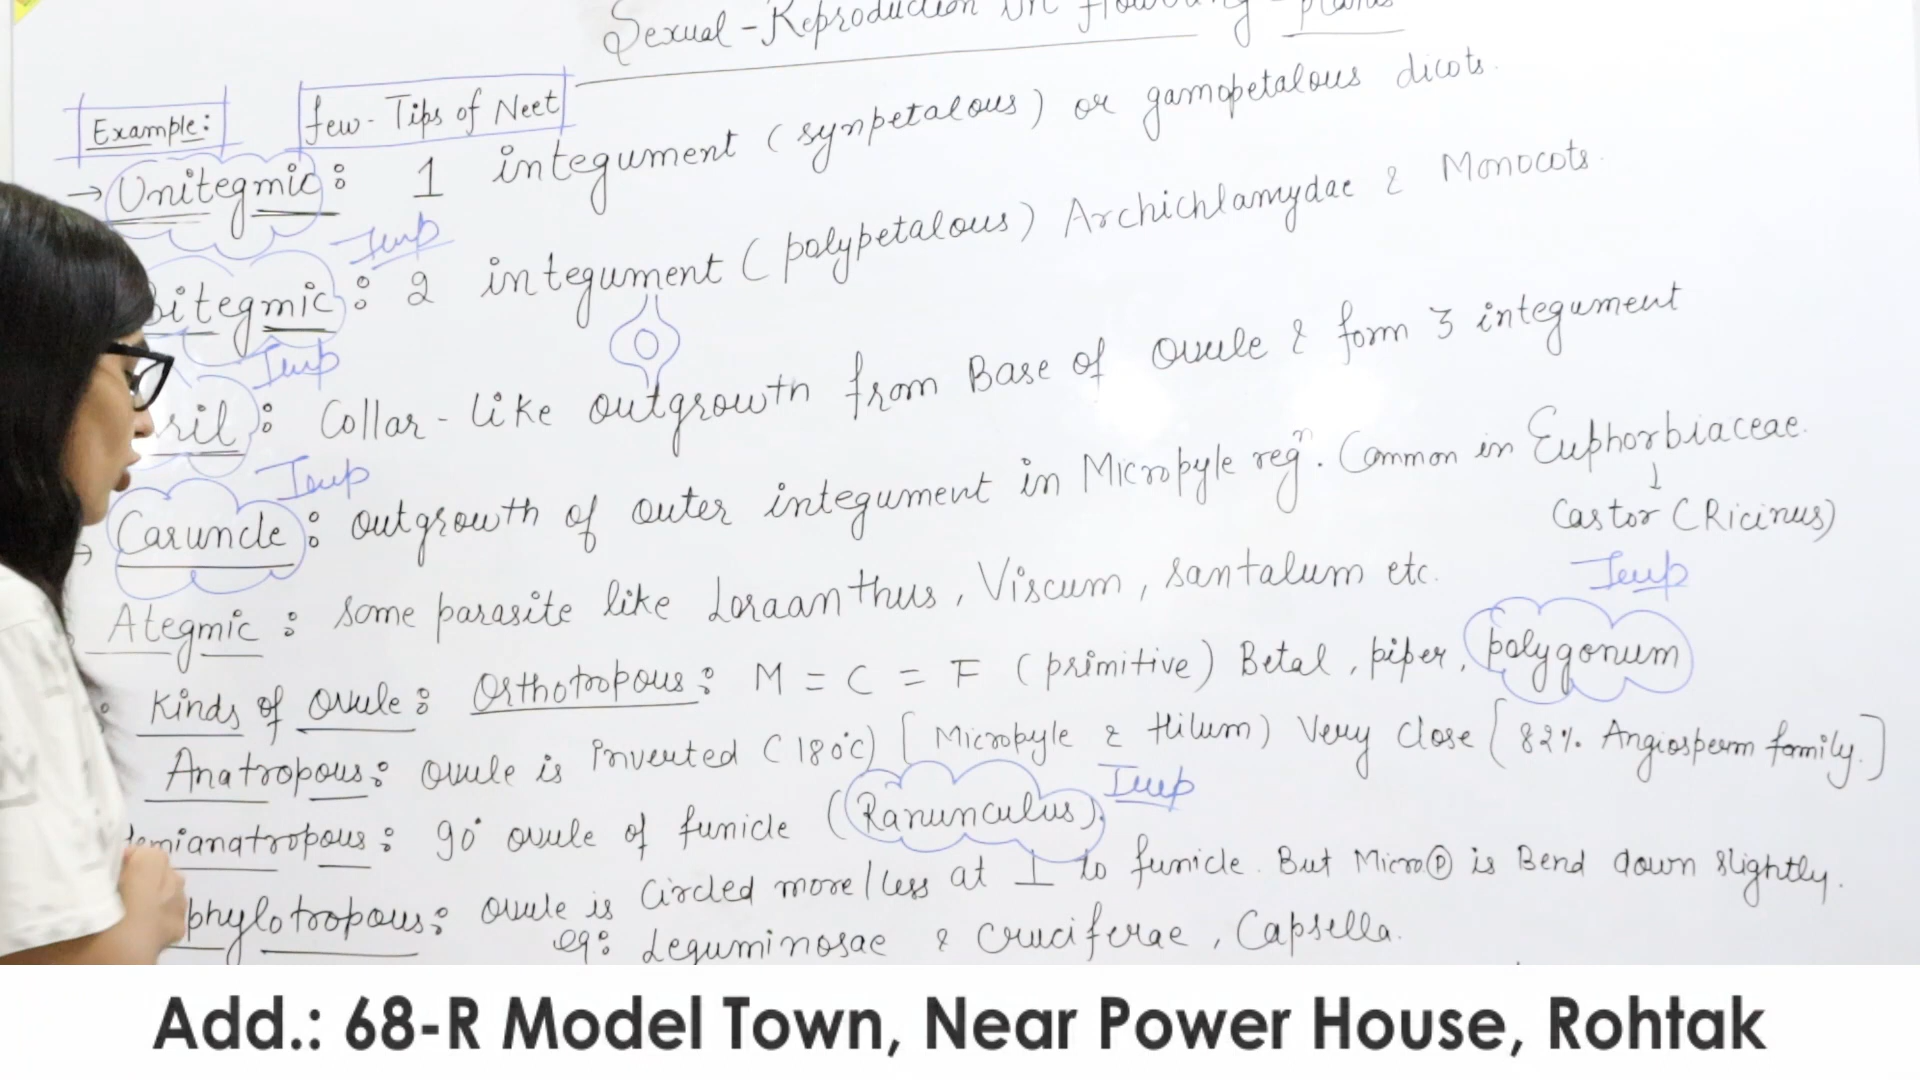 Sexual-Reproduction in flowering-plants
Example: few-Tips of Neet
→ Unitegmic: 1 integument (synpetalous) or gamopetalous dicots.
Imp
Bitegmic: 2 integument (polypetalous) Archichlamydae & Monocots.
Imp
ril: Collar-like outgrowth from Base of ovule & form 3 integument
Imp
→ Caruncle: outgrowth of outer integument in Micropyle regn. Common in Euphorbiaceae.
↓
Castor (Ricinus)
Imp
Ategmic: some parasite like Loraanthus, Viscum, santalum etc.
Kinds of Ovule: Orthotropous: M = C = F (primitive) Betal, piper, polygonum
Anatropous: ovule is inverted (180°C) [Micropyle & Hilum) Very close [82% Angiosperm family.]
Imp
emianatropous: 90° ovule of funicle (Ranunculus).
phylotropous: ovule is Circled more/less at ⊥ to funicle. But Micro(P) is Bend down slightly.
eg: Leguminosae & Cruciferae, Capsella.
Add.: 68-R Model Town, Near Power House, Rohtak